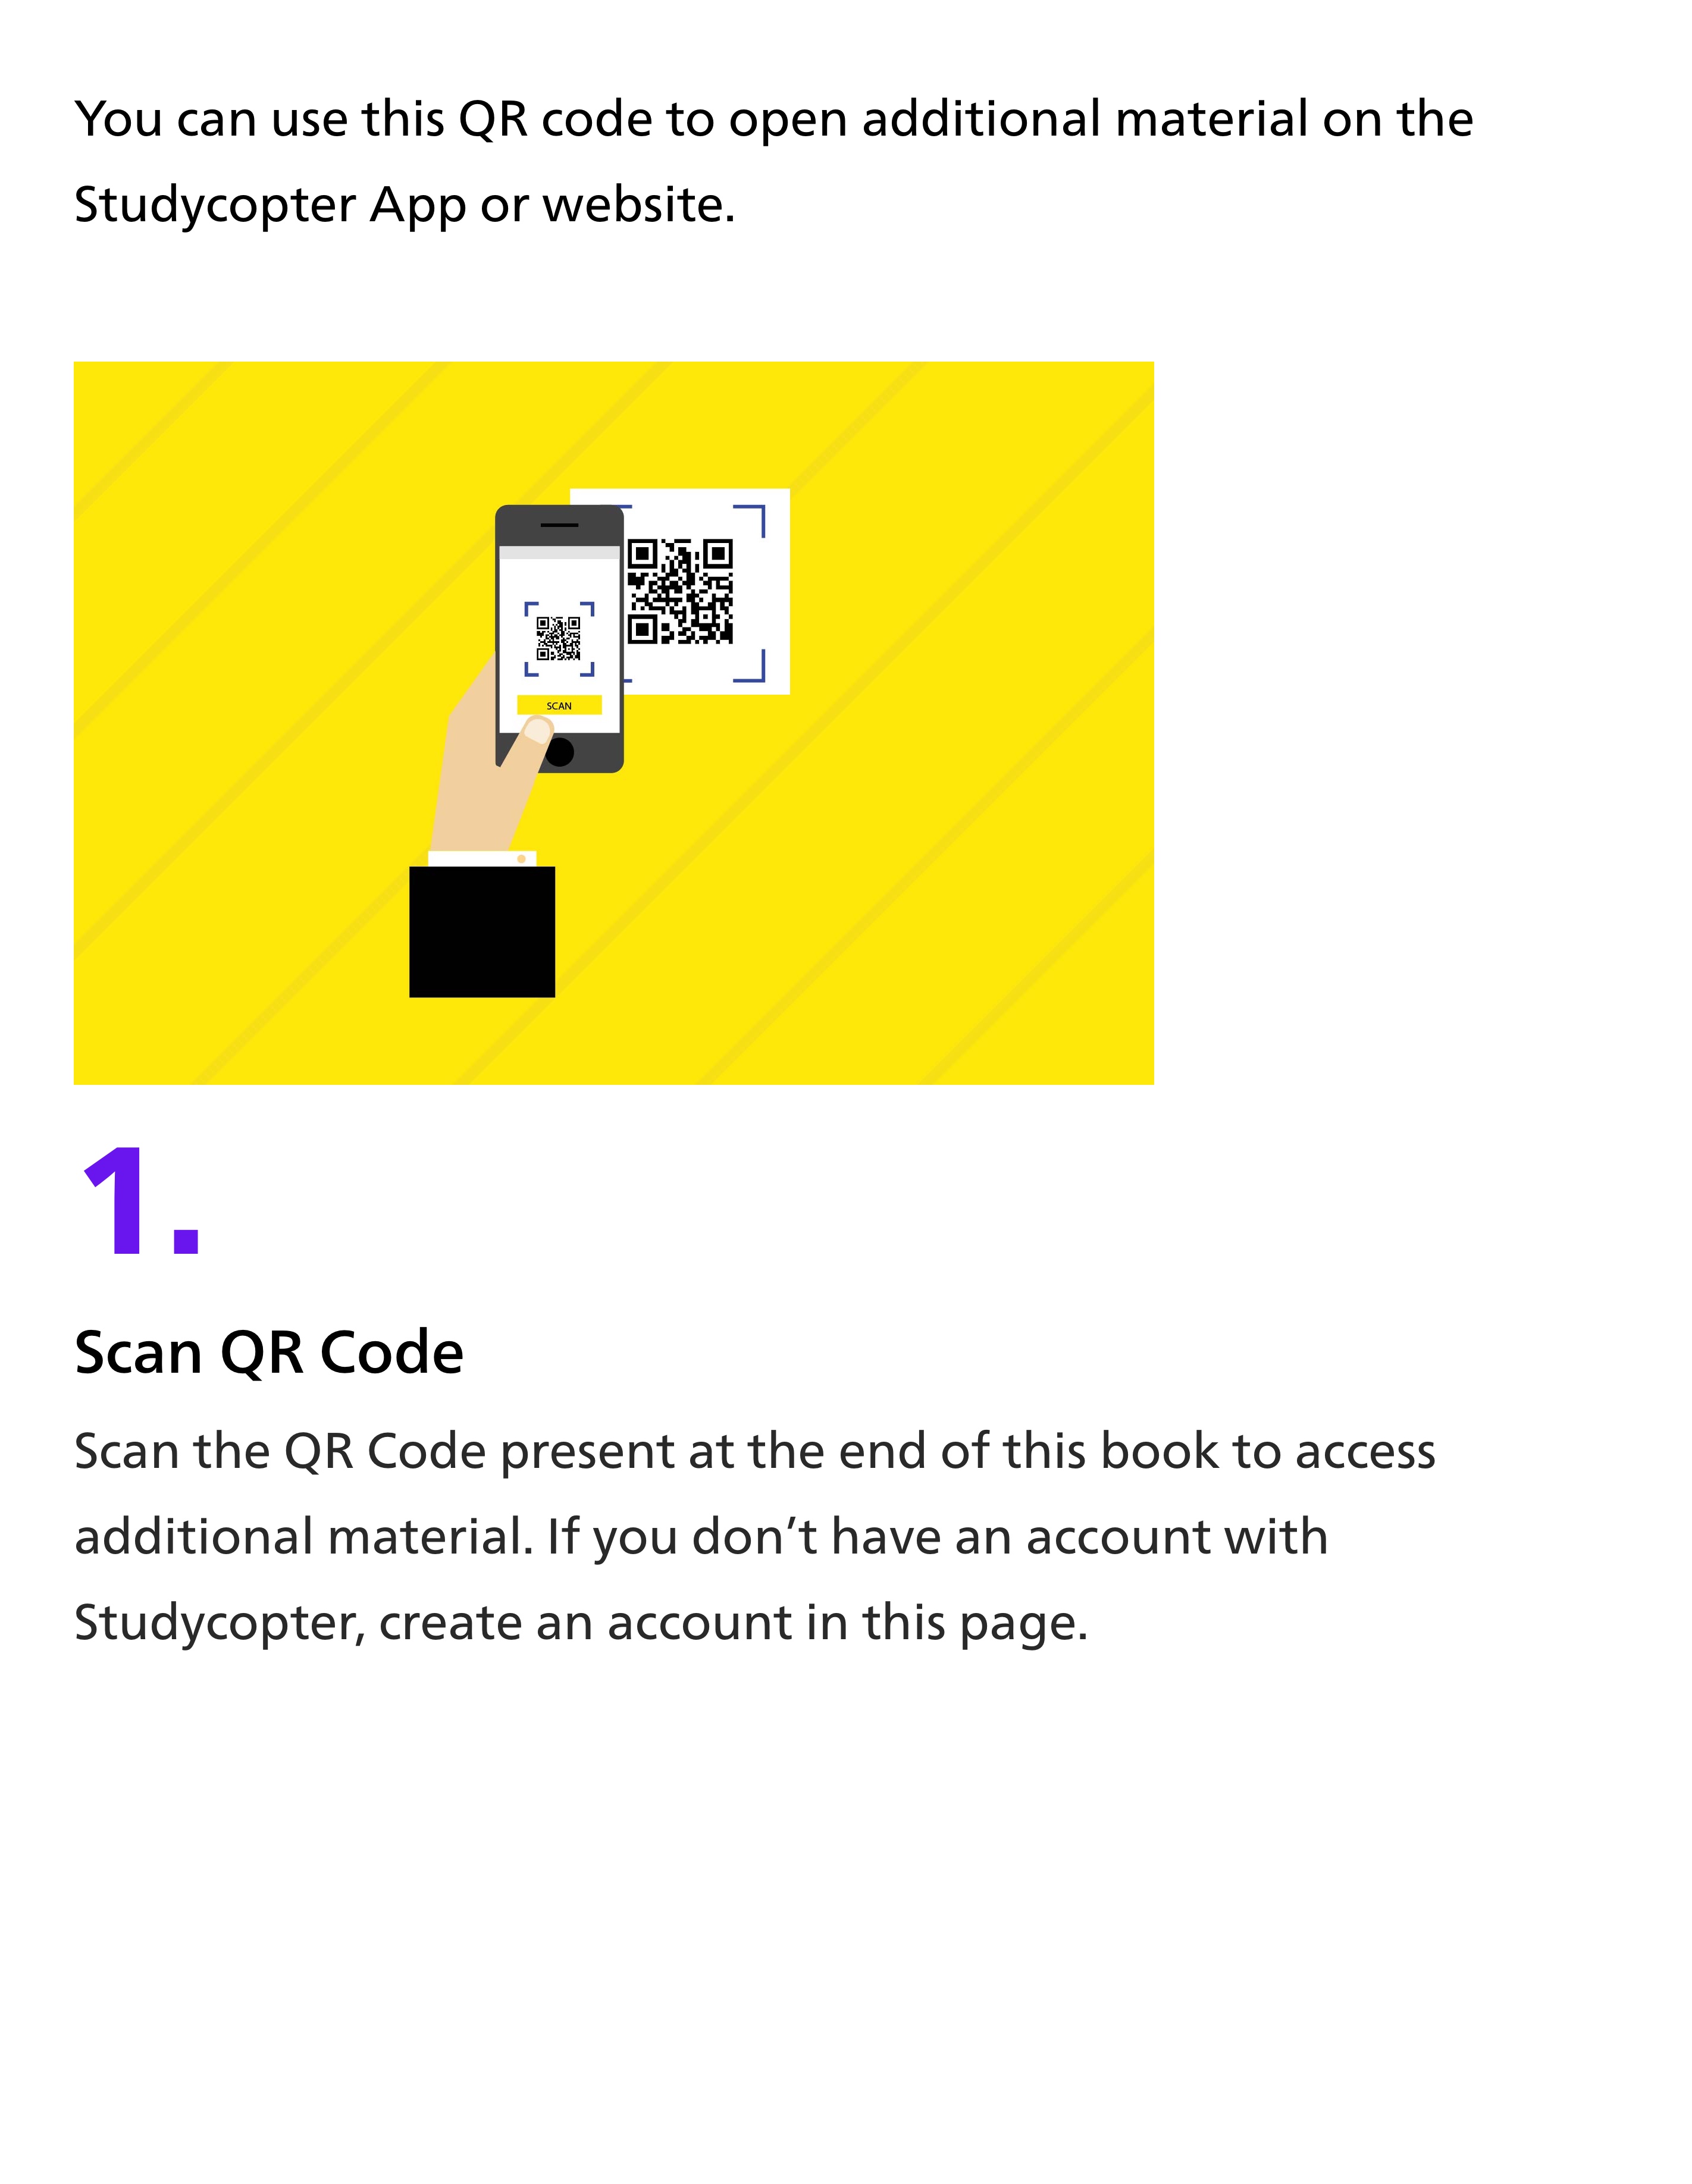 You can use this QR code to open additional material on the
Studycopter App or website.
SCAN
1.
Scan QR Code
Scan the QR Code present at the end of this book to access
additional material. If you don’t have an account with
Studycopter, create an account in this page.